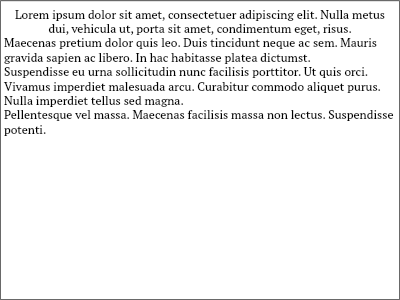 Lorem ipsum dolor sit amet, consectetuer adipiscing elit. Nulla metus
dui, vehicula ut, porta sit amet, condimentum eget, risus.
Maecenas pretium dolor quis leo. Duis tincidunt neque ac sem. Mauris
gravida sapien ac libero. In hac habitasse platea dictumst.
Suspendisse eu urna sollicitudin nunc facilisis porttitor. Ut quis orci.
Vivamus imperdiet malesuada arcu. Curabitur commodo aliquet purus.
Nulla imperdiet tellus sed magna.
Pellentesque vel massa. Maecenas facilisis massa non lectus. Suspendisse
potenti.